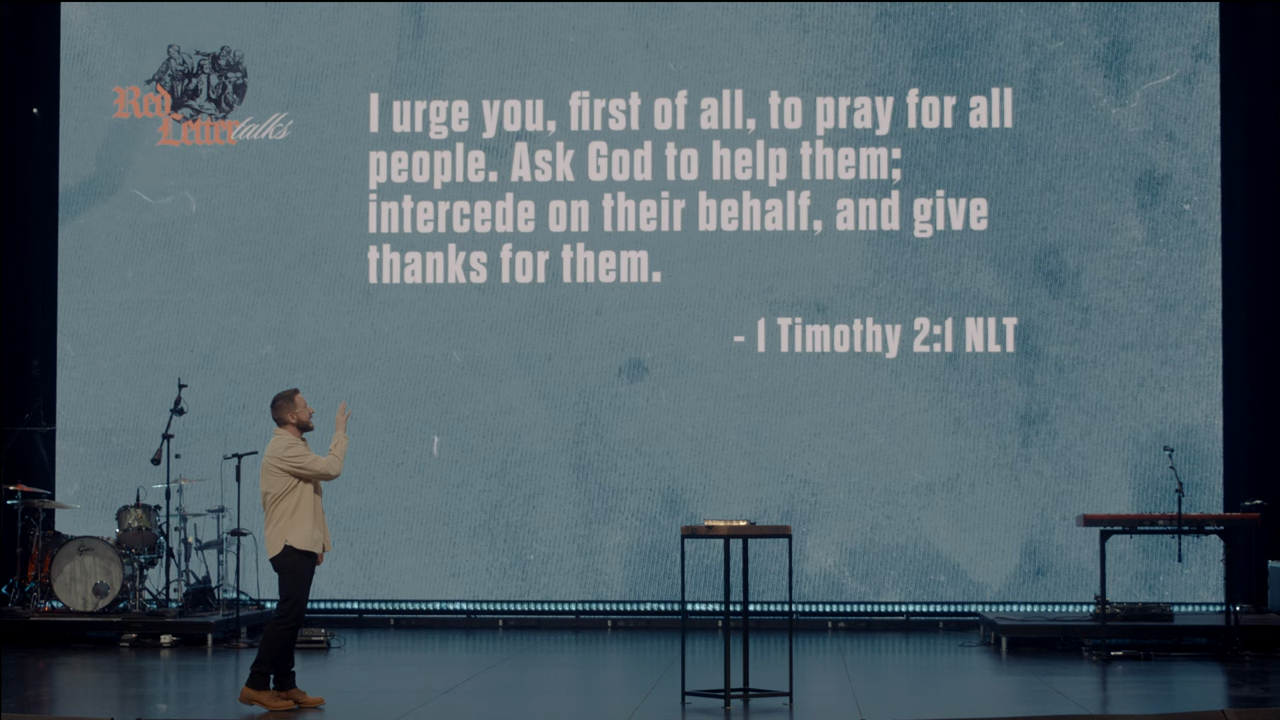 Red
Letter talks
I urge you, first of all, to pray for all
people. Ask God to help them;
intercede on their behalf, and give
thanks for them.
- 1 Timothy 2:1 NLT